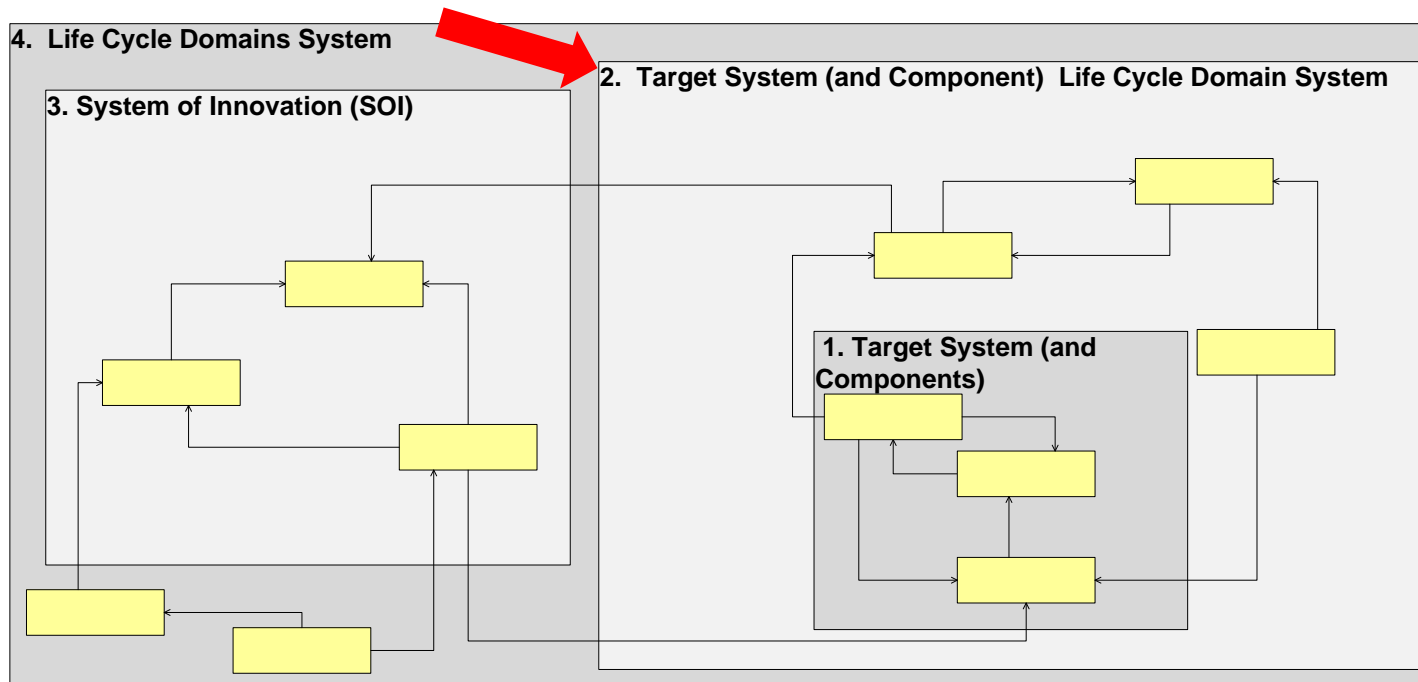 4.  Life Cycle Domains System
2.  Target System (and Component)  Life Cycle Domain System
3. System of Innovation (SOI)
1. Target System (and
Components)